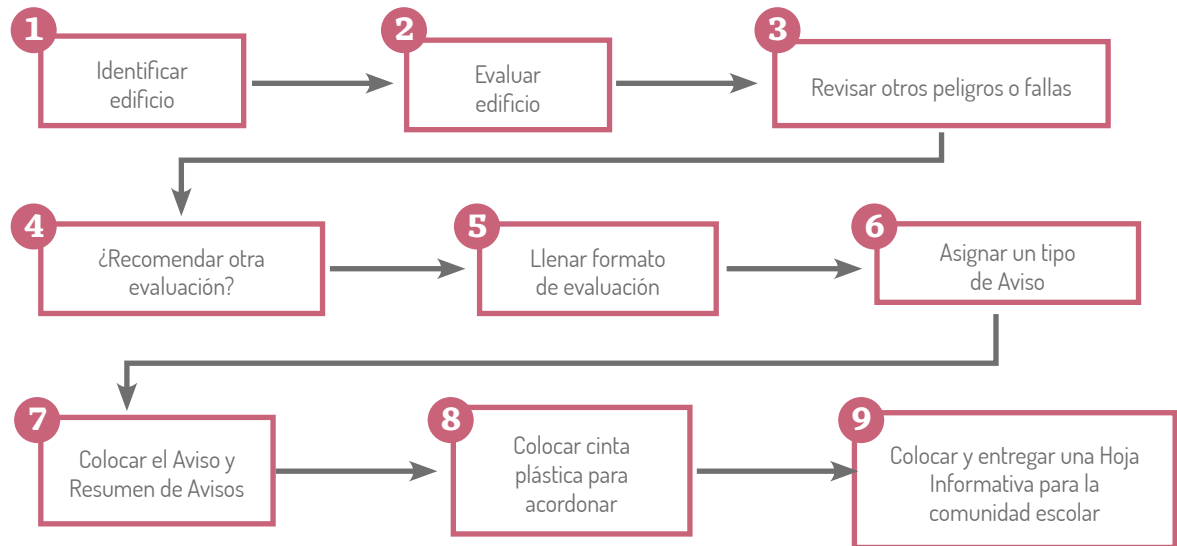 1
Identificar
edificio
2
Evaluar
edificio
3
Revisar otros peligros o fallas
4
¿Recomendar otra
evaluación?
5
Llenar formato
de evaluación
6
Asignar un tipo
de Aviso
7
Colocar el Aviso y
Resumen de Avisos
8
Colocar cinta
plástica para
acordonar
9
Colocar y entregar una Hoja
Informativa para la
comunidad escolar